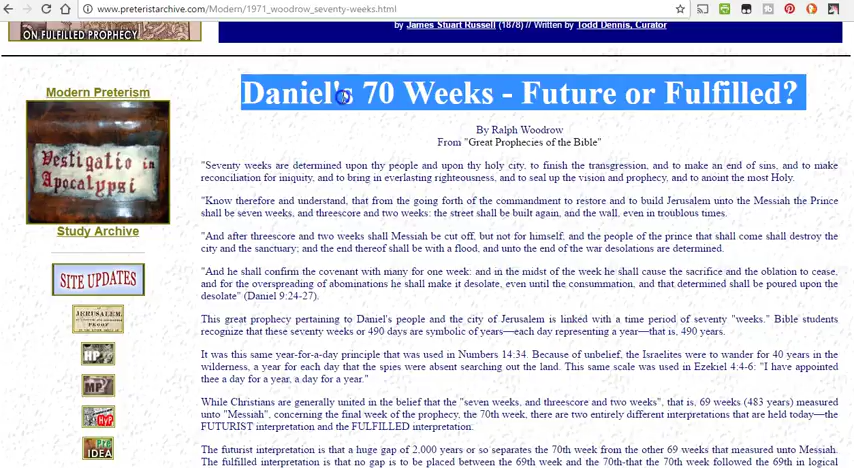 www.preteristarchive.com/Modern/1971_woodrow_seventy-weeks.html
ON FULFILLED PROPHECY
by James Stuart Russell (1878) // Written by Todd Dennis, Curator
Modern Preterism
Vestigatio in
Apocalypsi
Study Archive
SITE UPDATES
JERUSALEM
PROOF
HP
MP
HyP
Pret
IDEA
Daniel's 70 Weeks - Future or Fulfilled?
By Ralph Woodrow
From "Great Prophecies of the Bible"
"Seventy weeks are determined upon thy people and upon thy holy city, to finish the transgression, and to make an end of sins, and to make
reconciliation for iniquity, and to bring in everlasting righteousness, and to seal up the vision and prophecy, and to anoint the most Holy.
"Know therefore and understand, that from the going forth of the commandment to restore and to build Jerusalem unto the Messiah the Prince
shall be seven weeks, and threescore and two weeks: the street shall be built again, and the wall, even in troublous times.
"And after threescore and two weeks shall Messiah be cut off, but not for himself, and the people of the prince that shall come shall destroy the
city and the sanctuary; and the end thereof shall be with a flood, and unto the end of the war desolations are determined.
"And he shall confirm the covenant with many for one week: and in the midst of the week he shall cause the sacrifice and the oblation to cease,
and for the overspreading of abominations he shall make it desolate, even until the consummation, and that determined shall be poured upon the
desolate" (Daniel 9:24-27).
This great prophecy pertaining to Daniel's people and the city of Jerusalem is linked with a time period of seventy "weeks." Bible students
recognize that these seventy weeks or 490 days are symbolic of years—each day representing a year—that is, 490 years.
It was this same year-for-a-day principle that was used in Numbers 14:34. Because of unbelief, the Israelites were to wander for 40 years in the
wilderness, a year for each day that the spies were absent searching out the land. This same scale was used in Ezekiel 4:4-6: "I have appointed
thee a day for a year, a day for a year."
While Christians are generally united in the belief that the "seven weeks, and threescore and two weeks", that is, 69 weeks (483 years) measured
unto "Messiah", concerning the final week of the prophecy, the 70th week, there are two entirely different interpretations that are held today—the
FUTURIST interpretation and the FULFILLED interpretation.
The futurist interpretation is that a huge gap of 2,000 years or so separates the 70th week from the other 69 weeks that measured unto Messiah.
The fulfilled interpretation is that no gap is to be placed between the 69th week and the 70th-that the 70th week followed the 69th in logical